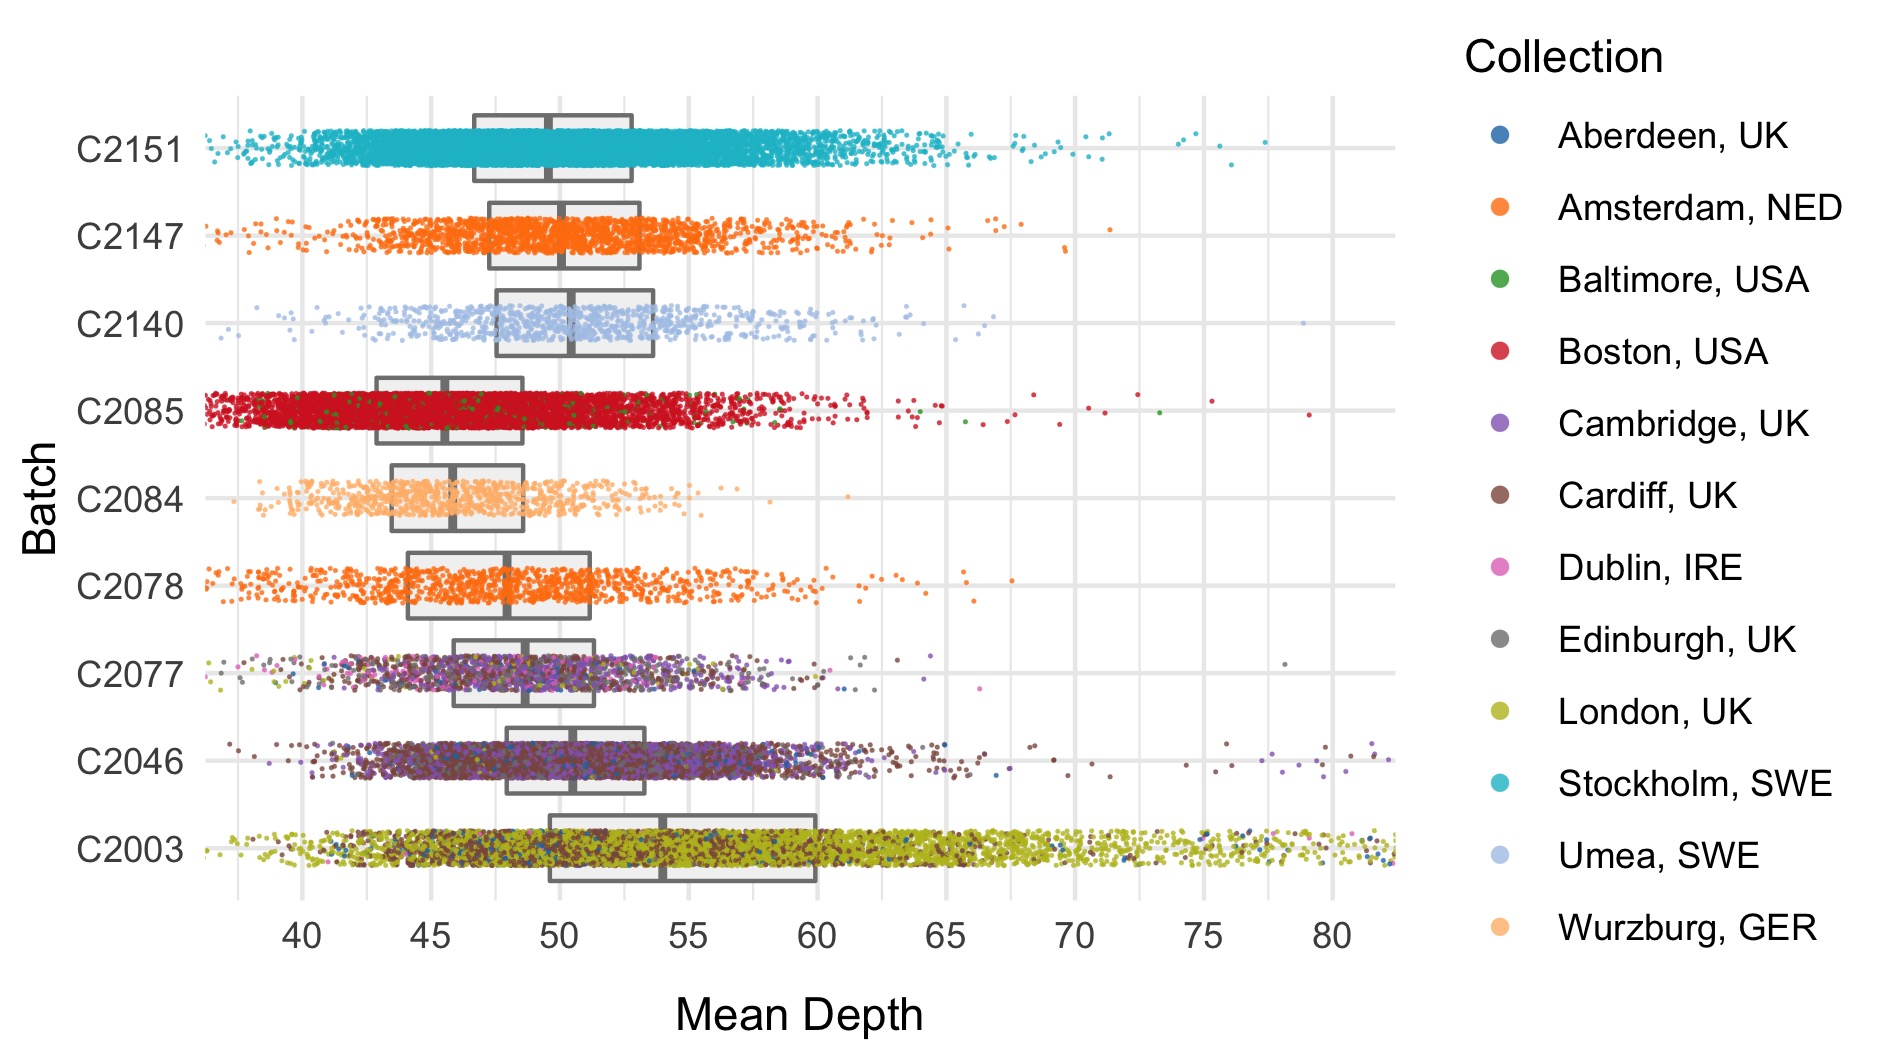 Collection
Aberdeen, UK
Amsterdam, NED
Baltimore, USA
Boston, USA
Cambridge, UK
Cardiff, UK
Dublin, IRE
Edinburgh, UK
London, UK
Stockholm, SWE
Umea, SWE
Wurzburg, GER
Batch
C2151
C2147
C2140
C2085
C2084
C2078
C2077
C2046
C2003
40 45 50 55 60 65 70 75 80
Mean Depth